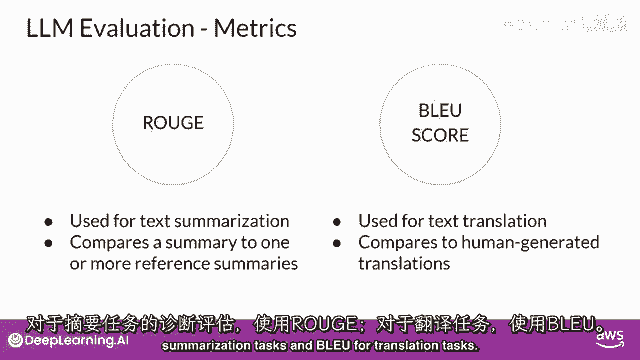 LLM Evaluation - Metrics
ROUGE
BLEU
SCORE
● Used for text summarization
● Compares a summary to one
or more reference summaries
● Used for text translation
● Compares to human-generated
translations
对于摘要任务的诊断评估，使用ROUGE；对于翻译任务，使用BLEU。
summarization tasks and BLEU for translation tasks.
DeepLearning.AI
aws